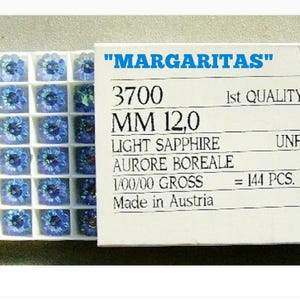 "MARGARITAS"
3700 1st QUALITY
MM 12,0
LIGHT SAPPHIRE UNF
AURORE BOREALE
1/00/00 GROSS = 144 PCS.
Made in Austria